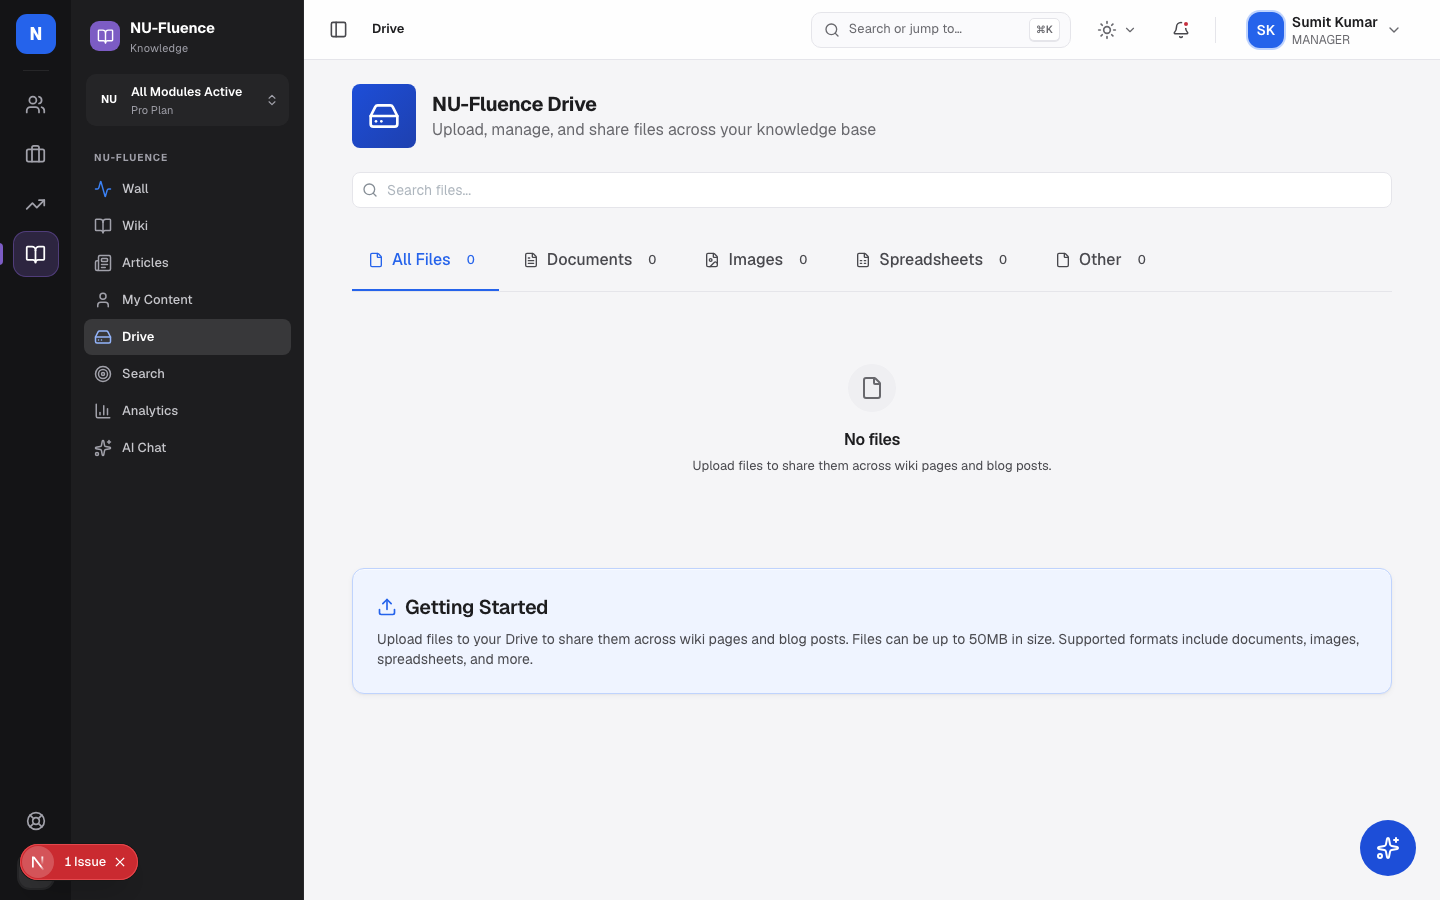 N
NU-Fluence
Knowledge
NU
All Modules Active
Pro Plan
NU-FLUENCE
Wall
Wiki
Articles
My Content
Drive
Search
Analytics
AI Chat
1 Issue
Drive
Search or jump to...
⌘K
SK
Sumit Kumar
MANAGER
NU-Fluence Drive
Upload, manage, and share files across your knowledge base
Search files...
All Files 0
Documents 0
Images 0
Spreadsheets 0
Other 0
No files
Upload files to share them across wiki pages and blog posts.
Getting Started
Upload files to your Drive to share them across wiki pages and blog posts. Files can be up to 50MB in size. Supported formats include documents, images,
spreadsheets, and more.